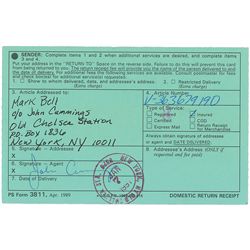 SENDER: Complete items 1 and 2 when additional services are desired, and complete items
3 and 4.
Put your address in the "RETURN TO" Space on the reverse side. Failure to do this will prevent this card
from being returned to you. The return receipt fee will provide you the name of the person delivered to and
the date of delivery. For additional fees the following services are available. Consult postmaster for fees
and check box(es) for additional service(s) requested.
1. Show to whom delivered, date, and addressee's address.
2. Restricted Delivery
(Extra charge)
(Extra charge)
3. Article Addressed to:
Mark Bell
c/o John Cummings
Old Chelsea Station
P.O. Box 1836
New York, NY 10011
4. Article Number
Type of Service:
Registered
Insured
Certified
COD
Express Mail
Return Receipt
for Merchandise
Always obtain signature of addressee
or agent and DATE DELIVERED.
5. Signature – Addressee
X
8. Addressee's Address (ONLY if
requested and fee paid)
6. Signature – Agent
X
7. Date of Delivery
PS Form 3811, Apr. 1989
DOMESTIC RETURN RECEIPT